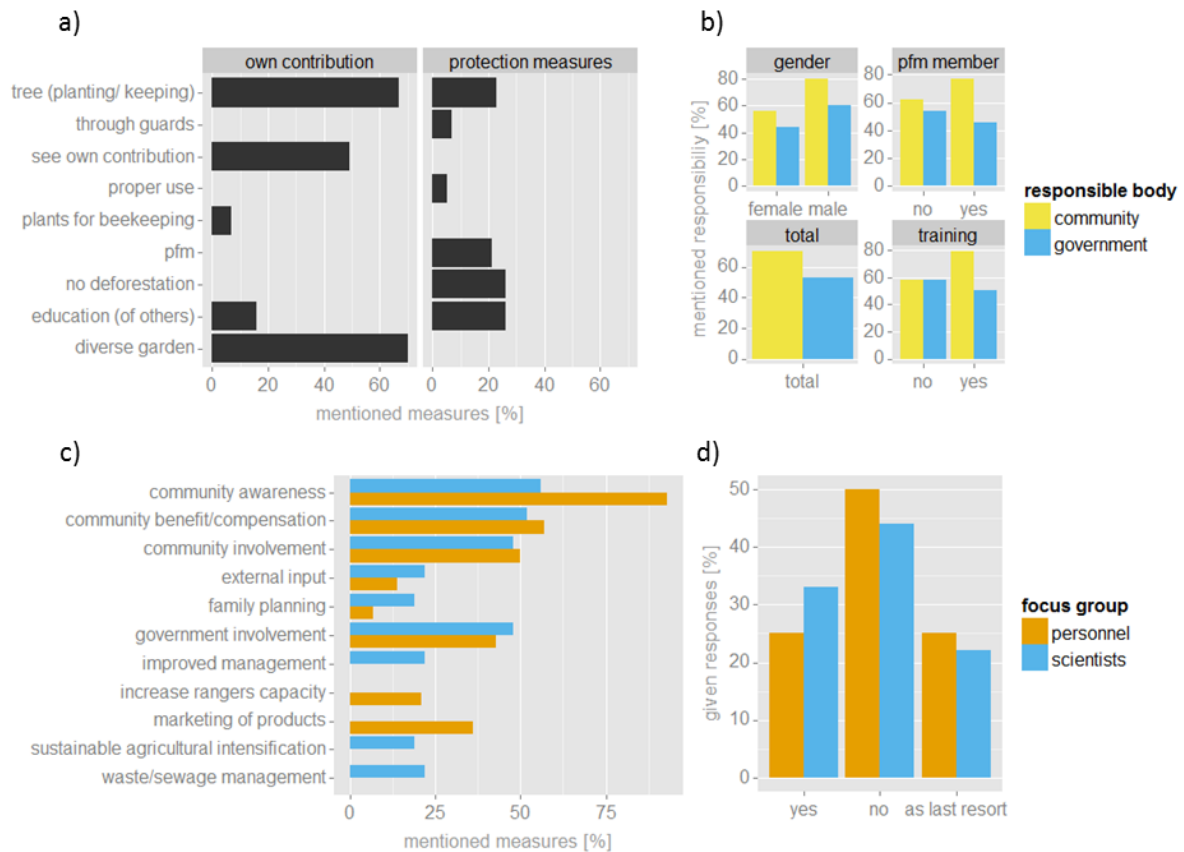 a)
own contribution
protection measures
tree (planting/ keeping)
through guards
see own contribution
proper use
plants for beekeeping
pfm
no deforestation
education (of others)
diverse garden
0 20 40 60
0 20 40 60
mentioned measures [%]
b)
mentioned responsibiliy [%]
gender
80
60
40
20
0
female male
pfm member
80
60
40
20
0
no yes
total
80
60
40
20
0
total
training
80
60
40
20
0
no yes
responsible body
community
government
c)
community awareness
community benefit/compensation
community involvement
external input
family planning
government involvement
improved management
increase rangers capacity
marketing of products
sustainable agricultural intensification
waste/sewage management
0 25 50 75
mentioned measures [%]
d)
given responses [%]
50
40
30
20
10
0
yes no as last resort
focus group
personnel
scientists